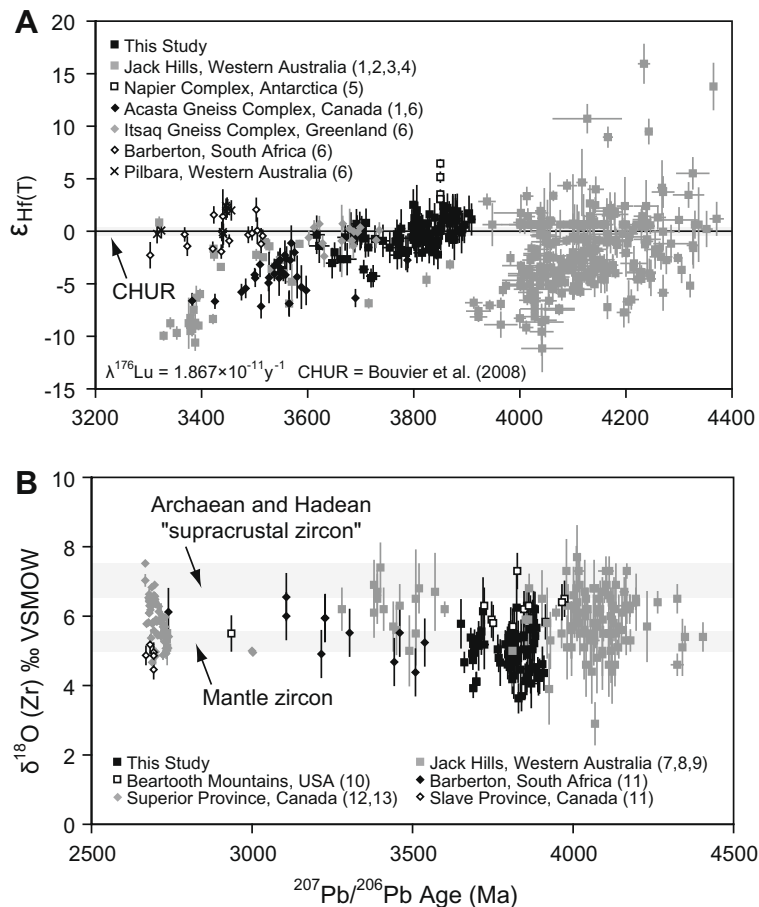 A
20
15
10
5
0
-5
-10
-15
εHf(T)
This Study
Jack Hills, Western Australia (1,2,3,4)
Napier Complex, Antarctica (5)
Acasta Gneiss Complex, Canada (1,6)
Itsaq Gneiss Complex, Greenland (6)
Barberton, South Africa (6)
Pilbara, Western Australia (6)
CHUR
λ¹⁷⁶Lu = 1.867×10⁻¹¹y⁻¹ CHUR = Bouvier et al. (2008)
3200 3400 3600 3800 4000 4200 4400
B
10
8
6
4
2
0
δ¹⁸O (Zr) ‰ VSMOW
Archaean and Hadean
"supracrustal zircon"
Mantle zircon
This Study Jack Hills, Western Australia (7,8,9)
Beartooth Mountains, USA (10) Barberton, South Africa (11)
Superior Province, Canada (12,13) Slave Province, Canada (11)
2500 3000 3500 4000 4500
²⁰⁷Pb/²⁰⁶Pb Age (Ma)